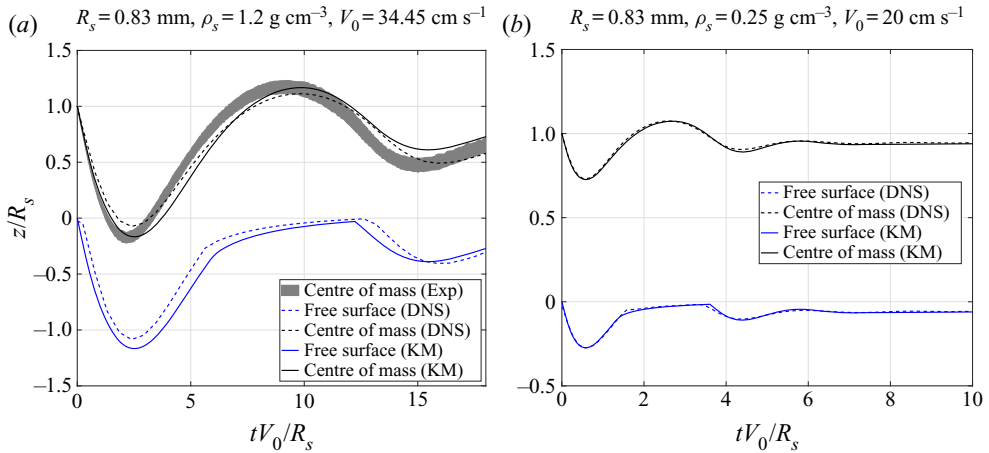 (a) R_s = 0.83 mm, ρ_s = 1.2 g cm⁻³, V_0 = 34.45 cm s⁻¹
1.5
1.0
0.5
0
−0.5
−1.0
−1.5
z/R_s
Centre of mass (Exp)
Free surface (DNS)
Centre of mass (DNS)
Free surface (KM)
Centre of mass (KM)
0 5 10 15
tV_0/R_s
(b) R_s = 0.83 mm, ρ_s = 0.25 g cm⁻³, V_0 = 20 cm s⁻¹
1.5
1.0
0.5
0
−0.5
Free surface (DNS)
Centre of mass (DNS)
Free surface (KM)
Centre of mass (KM)
0 2 4 6 8 10
tV_0/R_s